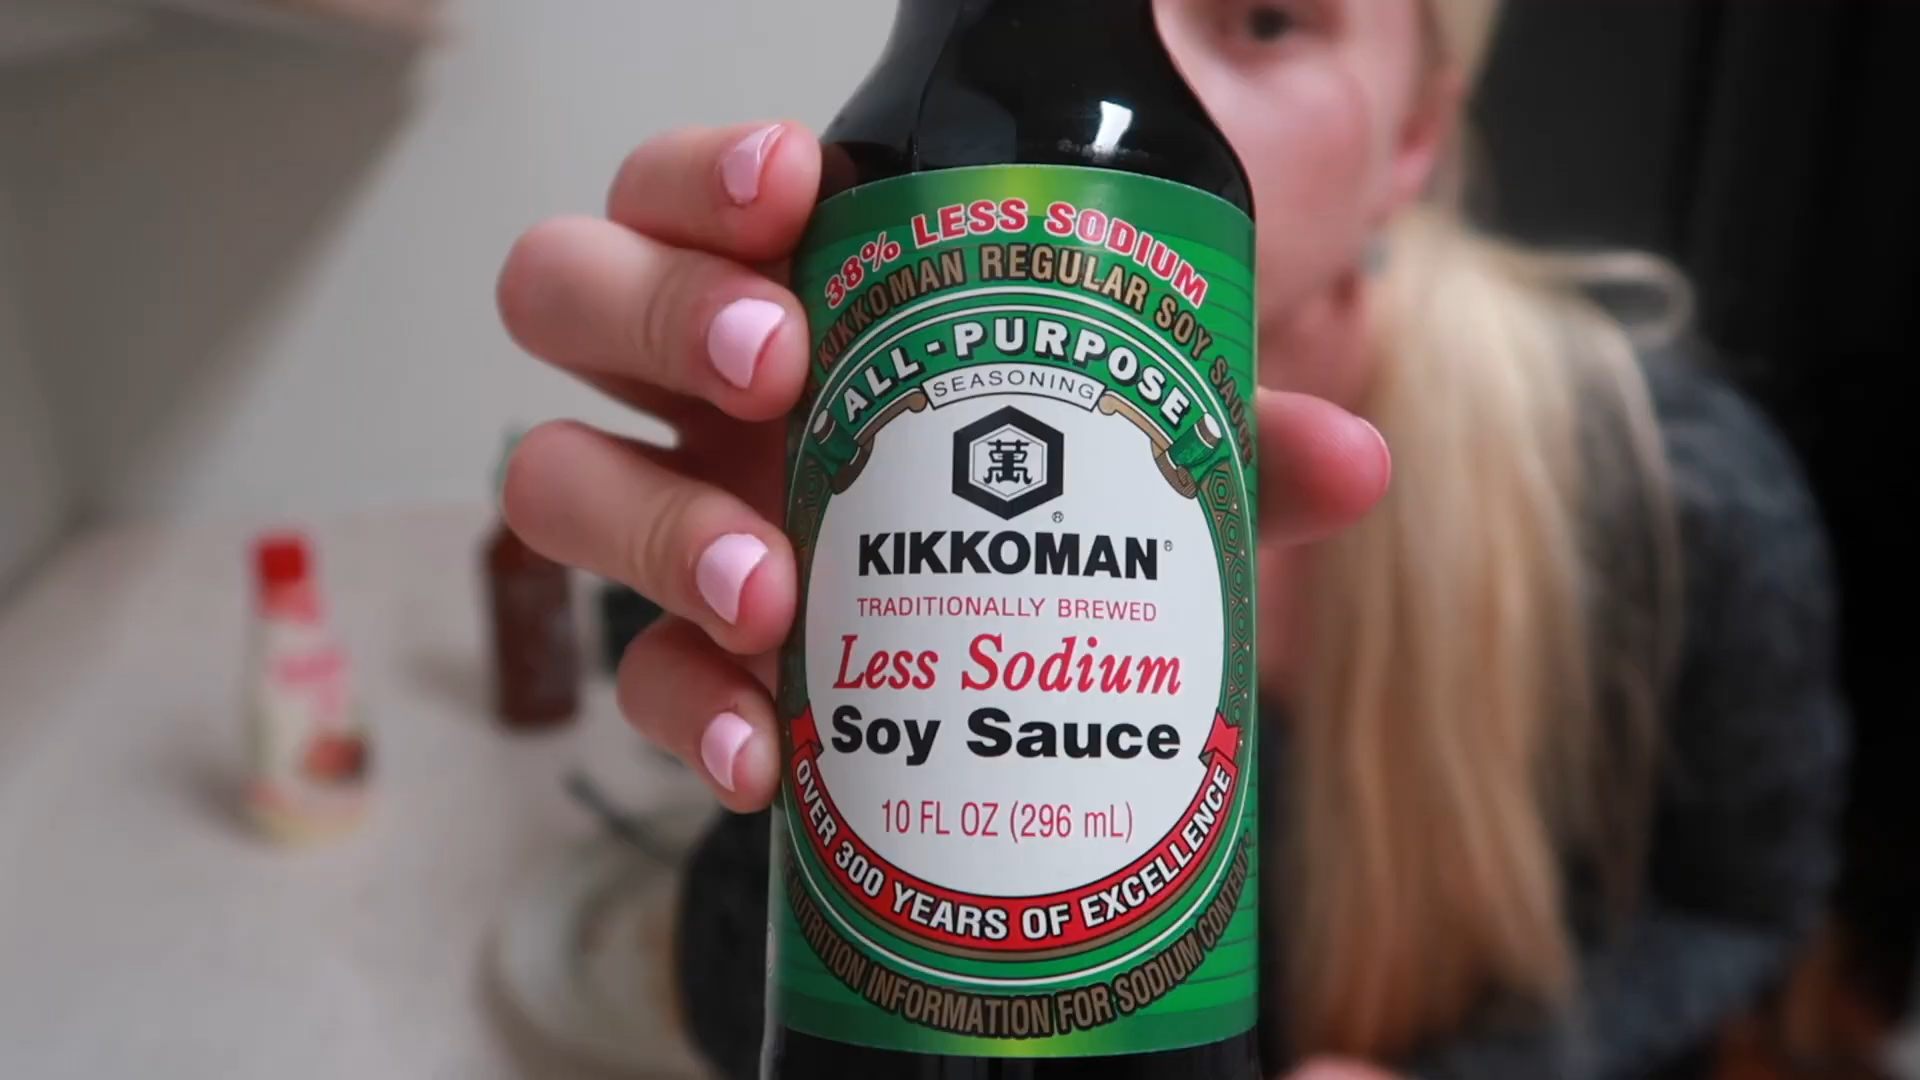 38% LESS SODIUM
KIKKOMAN REGULAR SOY SAUCE
ALL-PURPOSE
SEASONING
萬
®
KIKKOMAN®
TRADITIONALLY BREWED
Less Sodium
Soy Sauce
10 FL OZ (296 mL)
OVER 300 YEARS OF EXCELLENCE
NUTRITION INFORMATION FOR SODIUM CONTENT